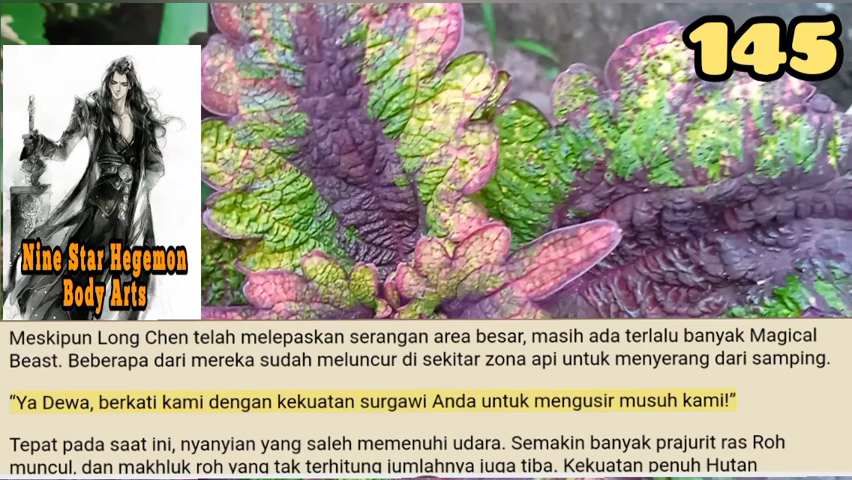 145
Nine Star Hegemon
Body Arts
Meskipun Long Chen telah melepaskan serangan area besar, masih ada terlalu banyak Magical
Beast. Beberapa dari mereka sudah meluncur di sekitar zona api untuk menyerang dari samping.
“Ya Dewa, berkati kami dengan kekuatan surgawi Anda untuk mengusir musuh kami!”
Tepat pada saat ini, nyanyian yang saleh memenuhi udara. Semakin banyak prajurit ras Roh
muncul, dan makhluk roh yang tak terhitung jumlahnya juga tiba. Kekuatan penuh Hutan